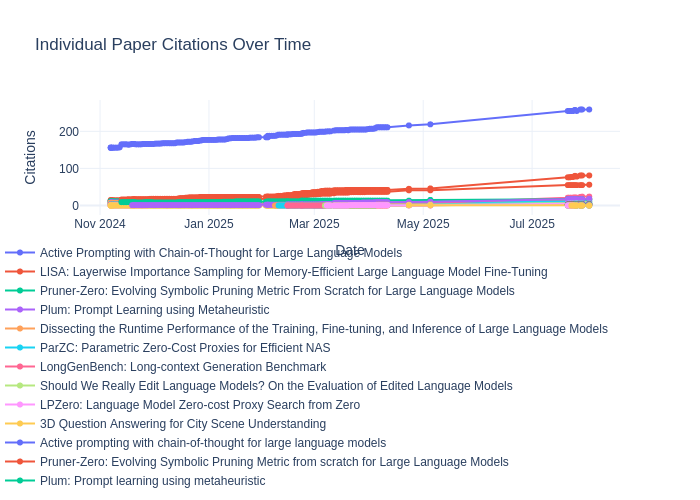 Individual Paper Citations Over Time
Citations
200
100
0
Nov 2024
Jan 2025
Mar 2025
May 2025
Jul 2025
Date
Active Prompting with Chain-of-Thought for Large Language Models
LISA: Layerwise Importance Sampling for Memory-Efficient Large Language Model Fine-Tuning
Pruner-Zero: Evolving Symbolic Pruning Metric From Scratch for Large Language Models
Plum: Prompt Learning using Metaheuristic
Dissecting the Runtime Performance of the Training, Fine-tuning, and Inference of Large Language Models
ParZC: Parametric Zero-Cost Proxies for Efficient NAS
LongGenBench: Long-context Generation Benchmark
Should We Really Edit Language Models? On the Evaluation of Edited Language Models
LPZero: Language Model Zero-cost Proxy Search from Zero
3D Question Answering for City Scene Understanding
Active prompting with chain-of-thought for large language models
Pruner-Zero: Evolving Symbolic Pruning Metric from scratch for Large Language Models
Plum: Prompt learning using metaheuristic